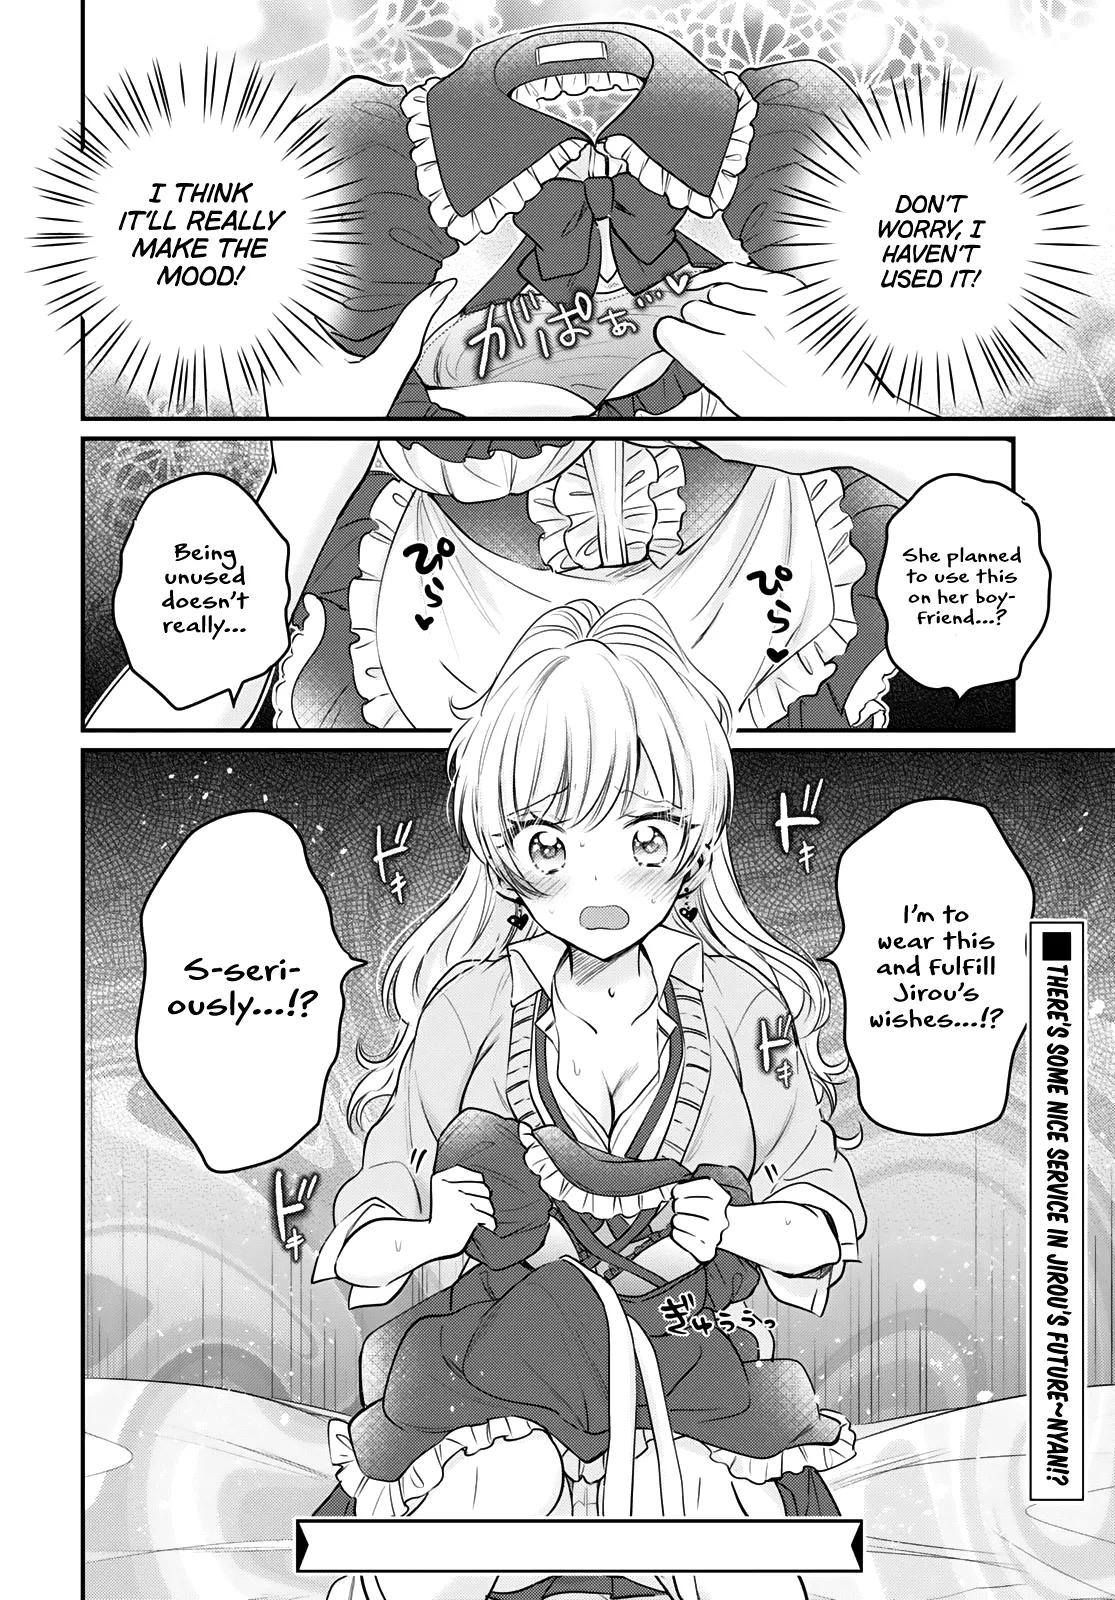 DON'T
WORRY, I
HAVEN'T
USED IT!
I THINK
IT'LL REALLY
MAKE THE
MOOD!
がぱぁ…♥
She planned
to use this
on her boy-
friend...?
Being
unused
doesn't
really...
ぴら♥
ぴら♥
I'm to
wear this
and fulfill
Jirou's
wishes...!?
S-seri-
ously...!?
ドキ
ドキ
ドキ
ドキ
ぎゅううっ
■ THERE'S SOME NICE SERVICE IN JIROU'S FUTURE~NYAN!?